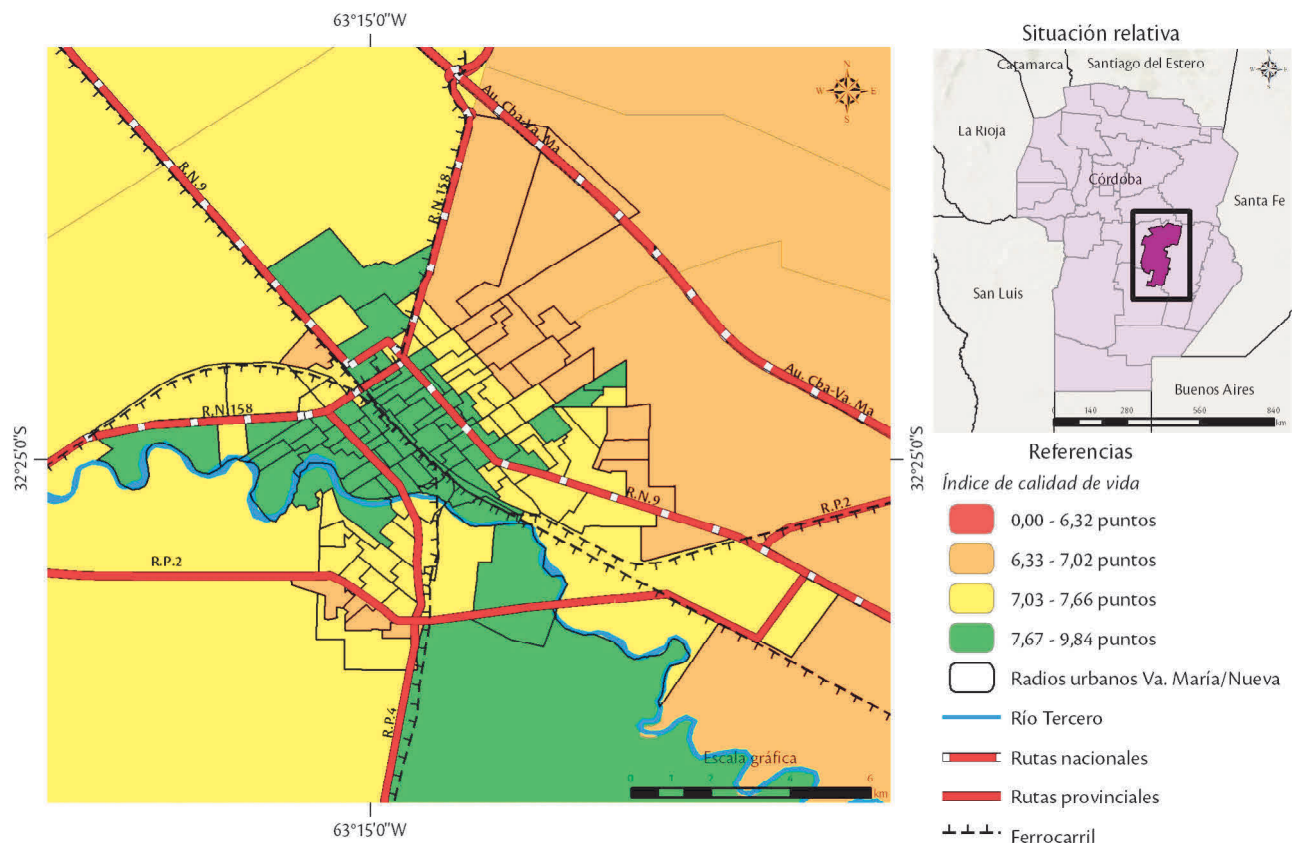 63°15'0''W
R.N.9
Au. Cba-Va. Ma
R.N.158
N
W E
S
Au. Cba-Va. Ma
R.N.158
32°25'0''S
32°25'0''S
R.N.9
R.P.2
R.P.2
R.P.4
Escala gráfica
0 1 2 4 6
km
63°15'0''W
Situación relativa
Catamarca
Santiago del Estero
N
W E
S
La Rioja
Córdoba
Santa Fe
San Luis
Buenos Aires
0 140 280 560 840
km
Referencias
Índice de calidad de vida
0,00 - 6,32 puntos
6,33 - 7,02 puntos
7,03 - 7,66 puntos
7,67 - 9,84 puntos
Radios urbanos Va. María/Nueva
Río Tercero
Rutas nacionales
Rutas provinciales
Ferrocarril